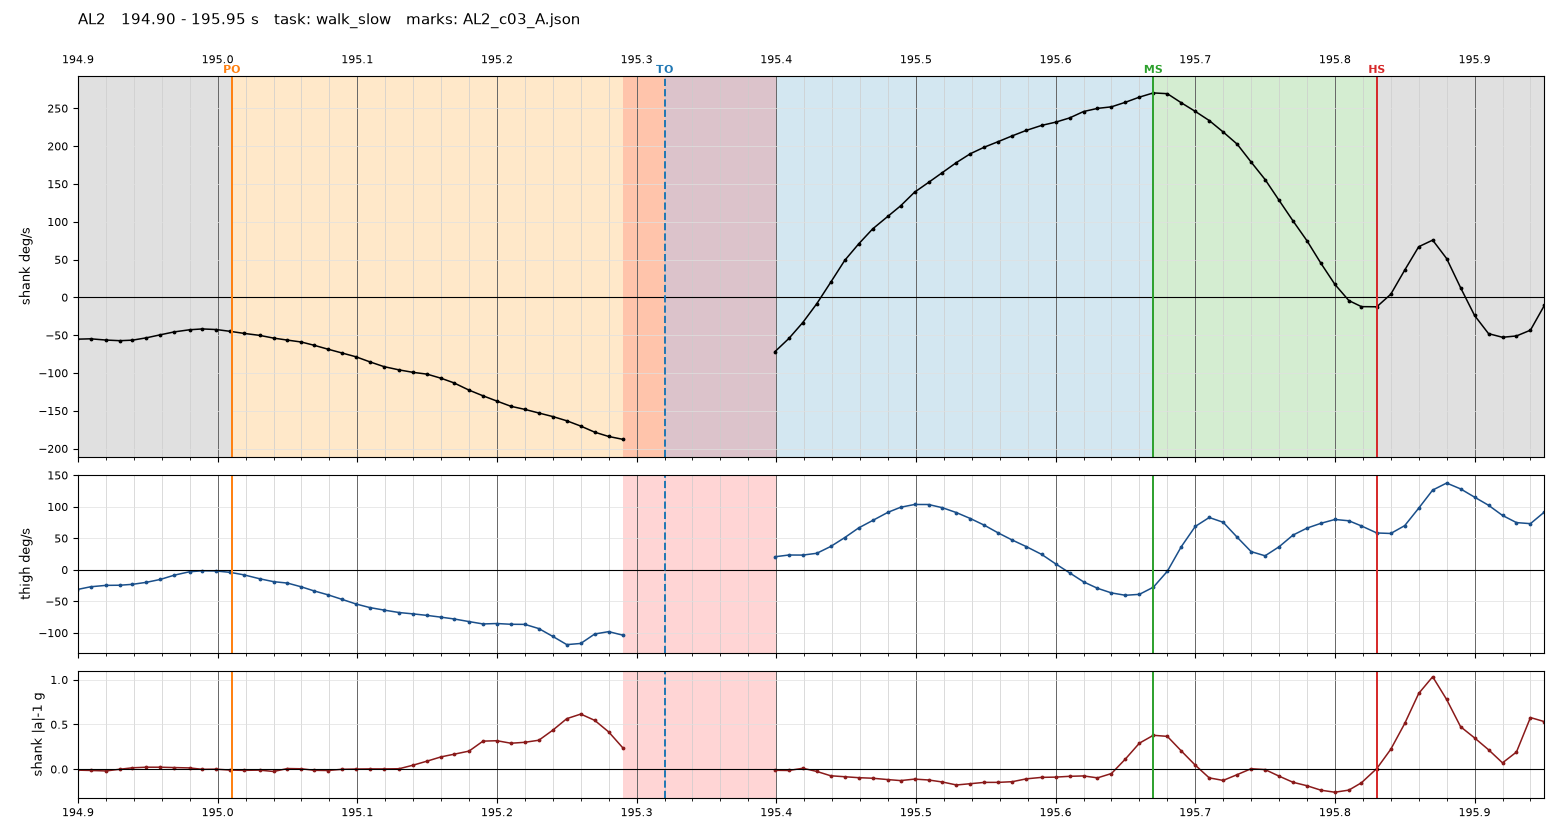 AL2   194.90 - 195.95 s   task: walk_slow   marks: AL2_c03_A.json
194.9 195.0 195.1 195.2 195.3 195.4 195.5 195.6 195.7 195.8 195.9
PO TO MS HS
shank deg/s
250
200
150
100
50
0
−50
−100
−150
−200
thigh deg/s
150
100
50
0
−50
−100
shank |a|-1 g
1.0
0.5
0.0
194.9 195.0 195.1 195.2 195.3 195.4 195.5 195.6 195.7 195.8 195.9